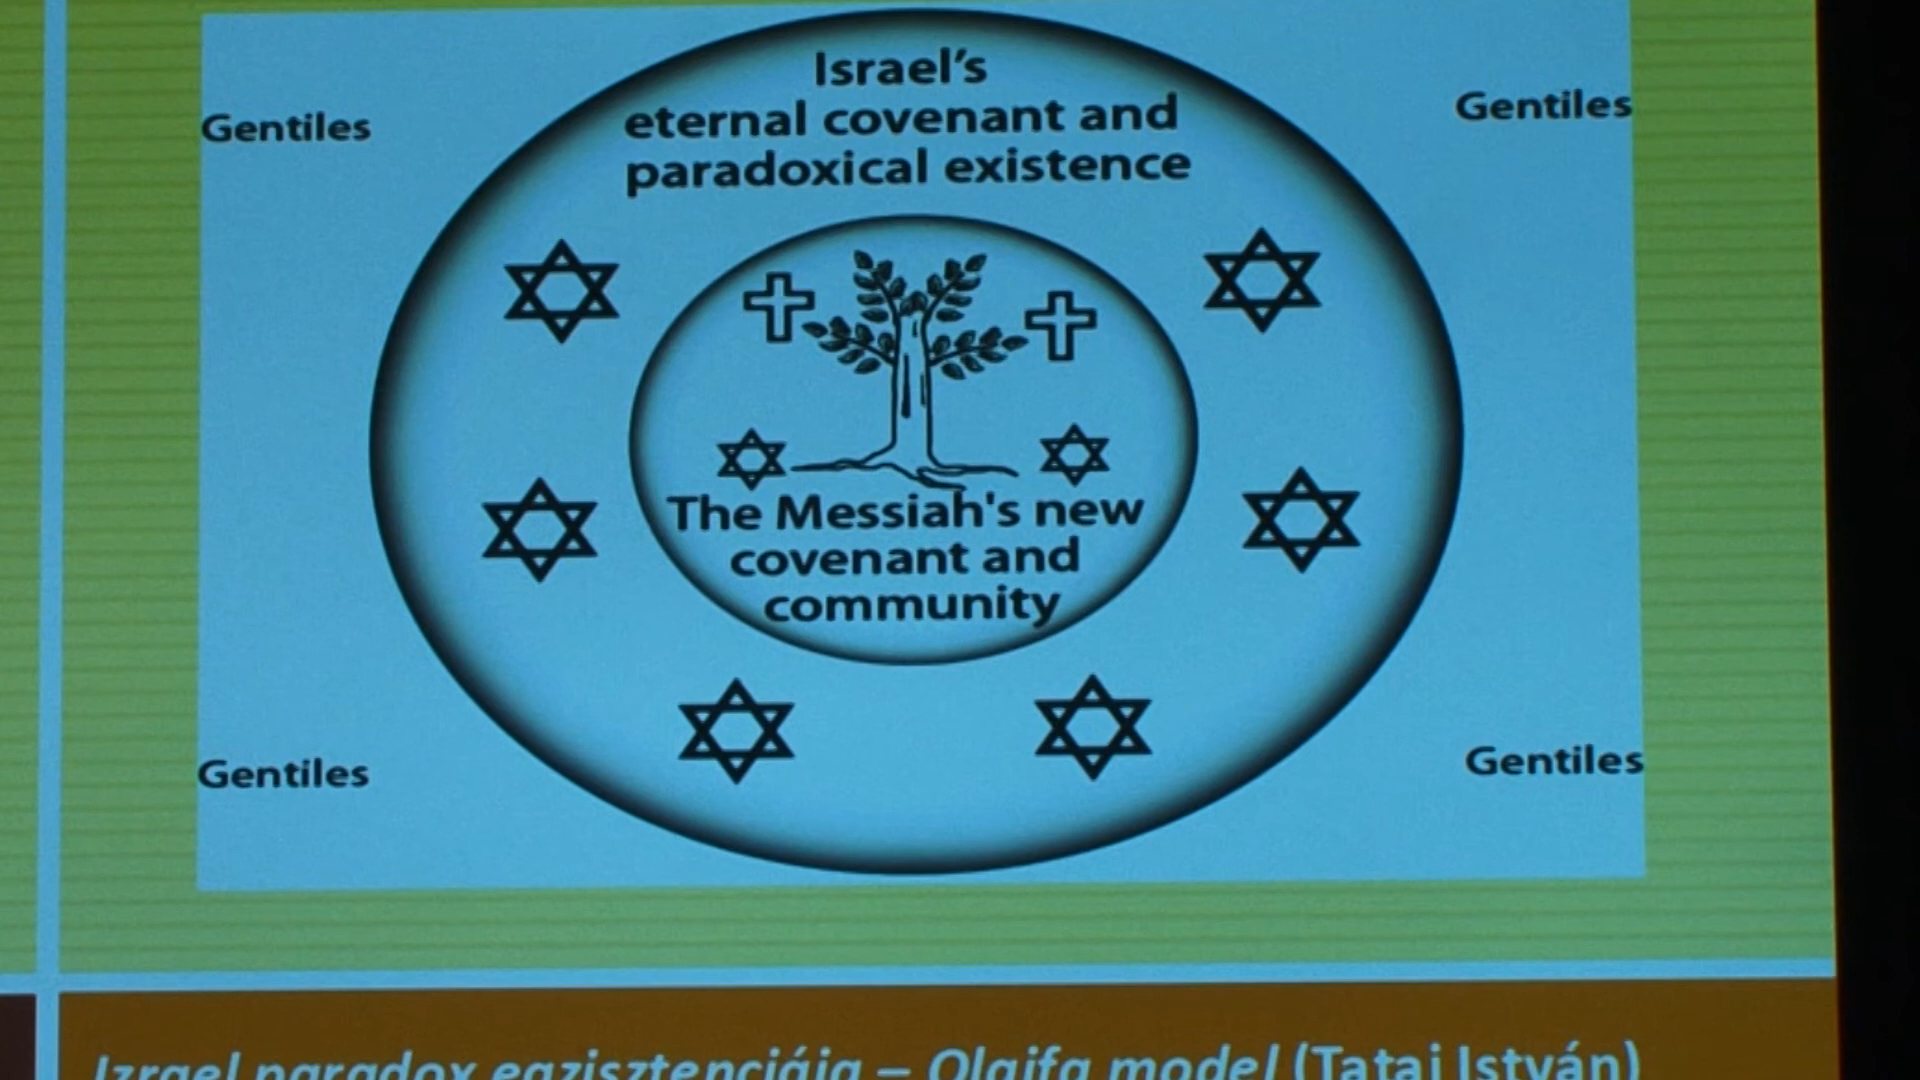 Israel's
eternal covenant and
paradoxical existence
Gentiles
Gentiles
The Messiah's new
covenant and
community
Gentiles
Gentiles
Izrael paradox egzisztenciája – Olajfa model (Tatai István)